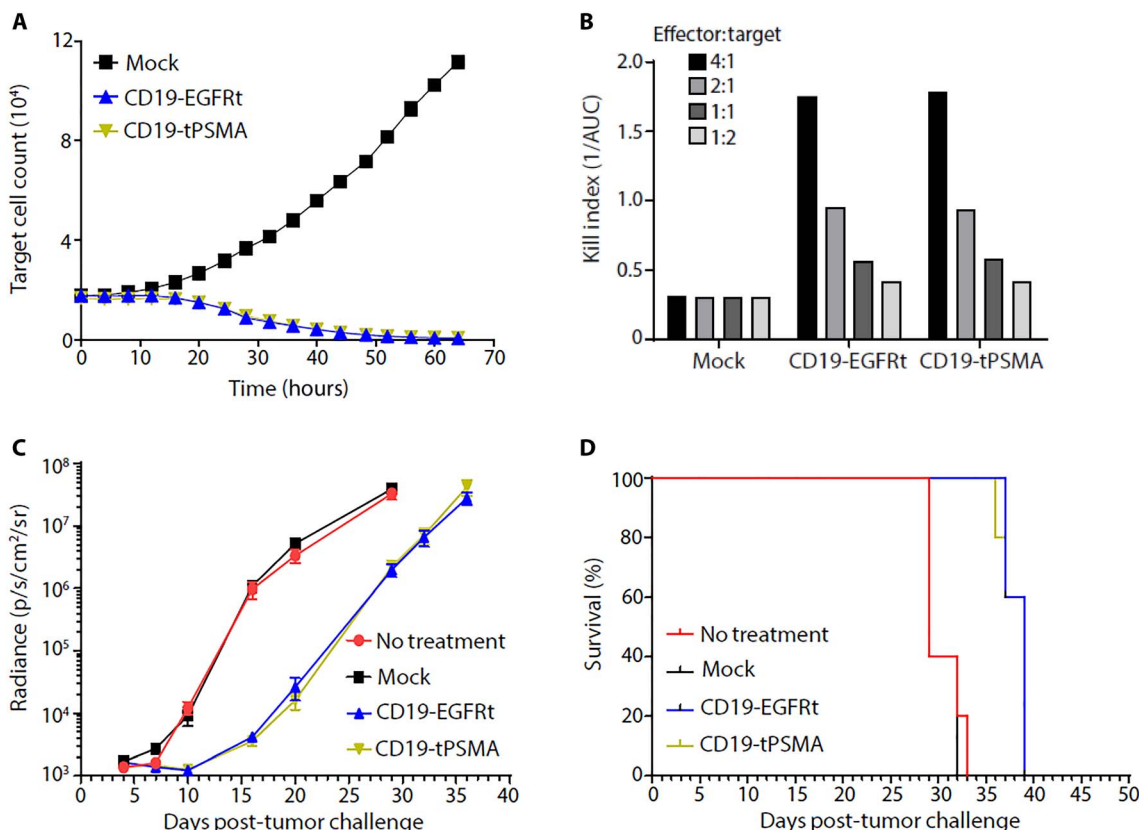 A
12
8
4
0
Target cell count (10⁴)
Mock
CD19-EGFRt
CD19-tPSMA
0 10 20 30 40 50 60 70
Time (hours)
B
Effector:target
4:1
2:1
1:1
1:2
2.0
1.5
1.0
0.5
0
Kill index (1/AUC)
Mock CD19-EGFRt CD19-tPSMA
C
10⁸
10⁷
10⁶
10⁵
10⁴
10³
Radiance (p/s/cm²/sr)
No treatment
Mock
CD19-EGFRt
CD19-tPSMA
0 5 10 15 20 25 30 35 40
Days post-tumor challenge
D
100
80
60
40
20
0
Survival (%)
No treatment
Mock
CD19-EGFRt
CD19-tPSMA
0 10 20 30 40 50
Days post-tumor challenge